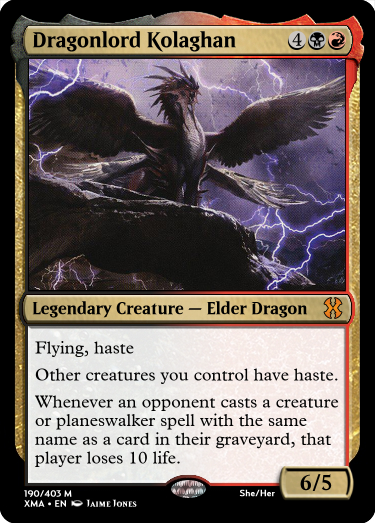 Dragonlord Kolaghan 4
Legendary Creature — Elder Dragon
Flying, haste
Other creatures you control have haste.
Whenever an opponent casts a creature
or planeswalker spell with the same
name as a card in their graveyard, that
player loses 10 life.
6/5
190/403 M
XMA • EN Jaime Jones
She/Her